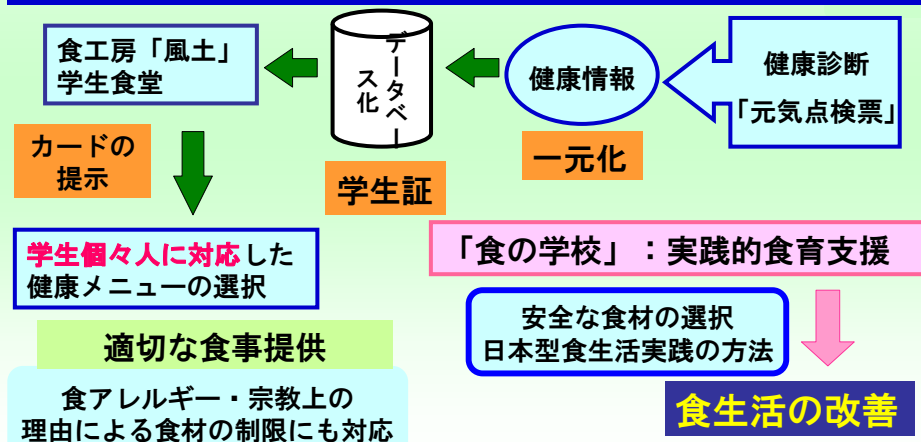 食工房「風土」
学生食堂
データベー
ス化
健康情報
健康診断
「元気点検票」
カードの
提示
学生証
一元化
学生個々人に対応した
健康メニューの選択
「食の学校」：実践的食育支援
適切な食事提供
安全な食材の選択
日本型食生活実践の方法
食アレルギー・宗教上の
理由による食材の制限にも対応
食生活の改善